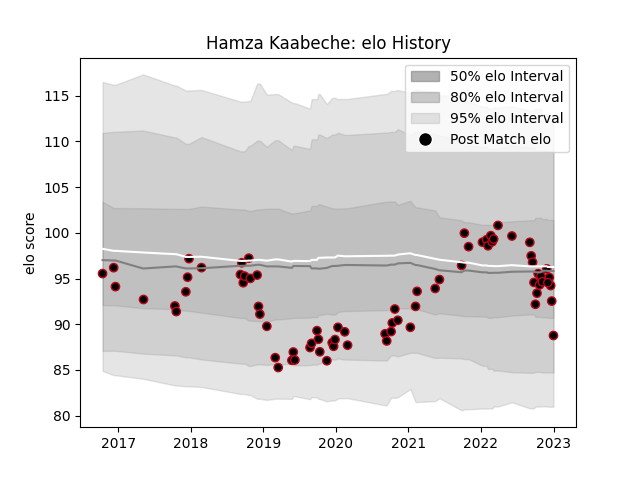 Hamza Kaabeche: elo History
50% elo Interval
80% elo Interval
95% elo Interval
Post Match elo
elo score
115
110
105
100
95
90
85
80
2017 2018 2019 2020 2021 2022 2023